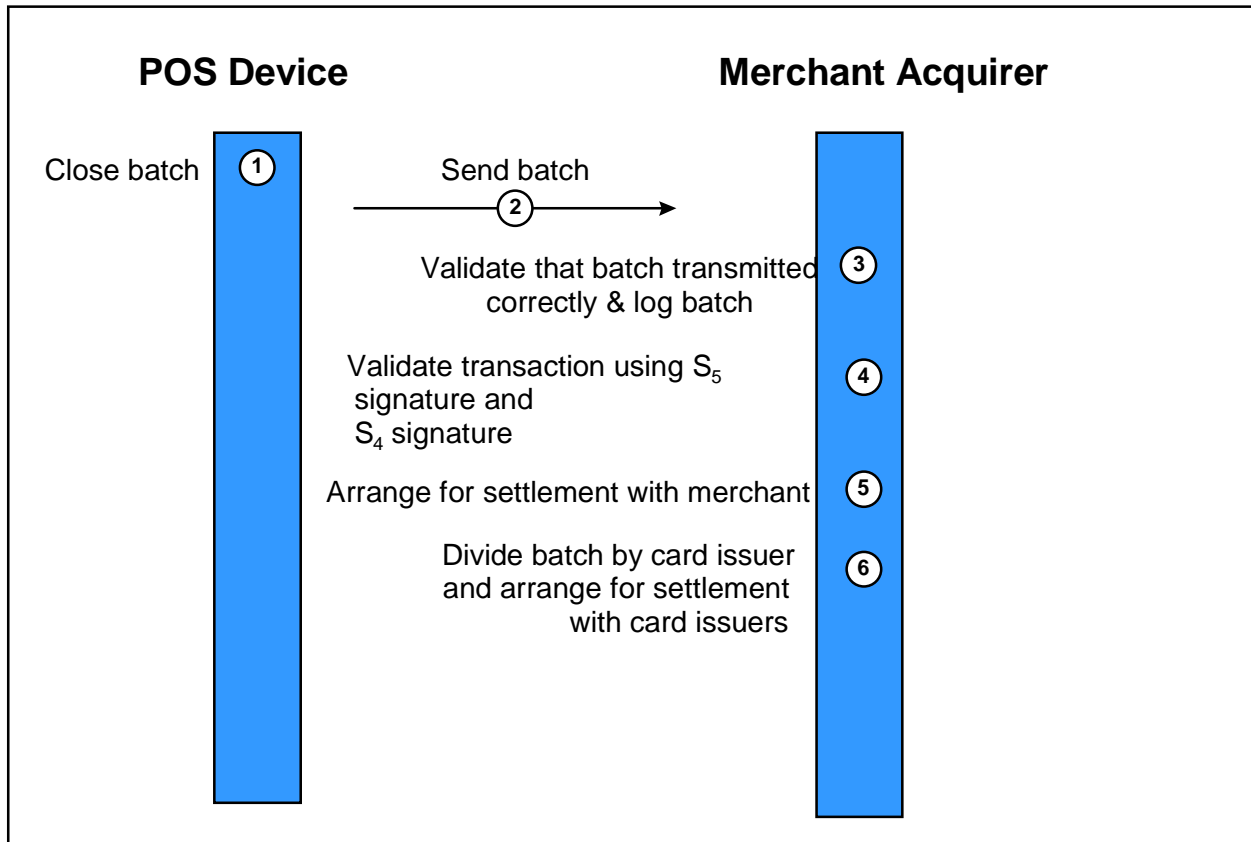 POS Device
Merchant Acquirer
Close batch
1
Send batch
2
Validate that batch transmitted
correctly & log batch
3
Validate transaction using S5
signature and
S4 signature
4
Arrange for settlement with merchant
5
Divide batch by card issuer
and arrange for settlement
with card issuers
6